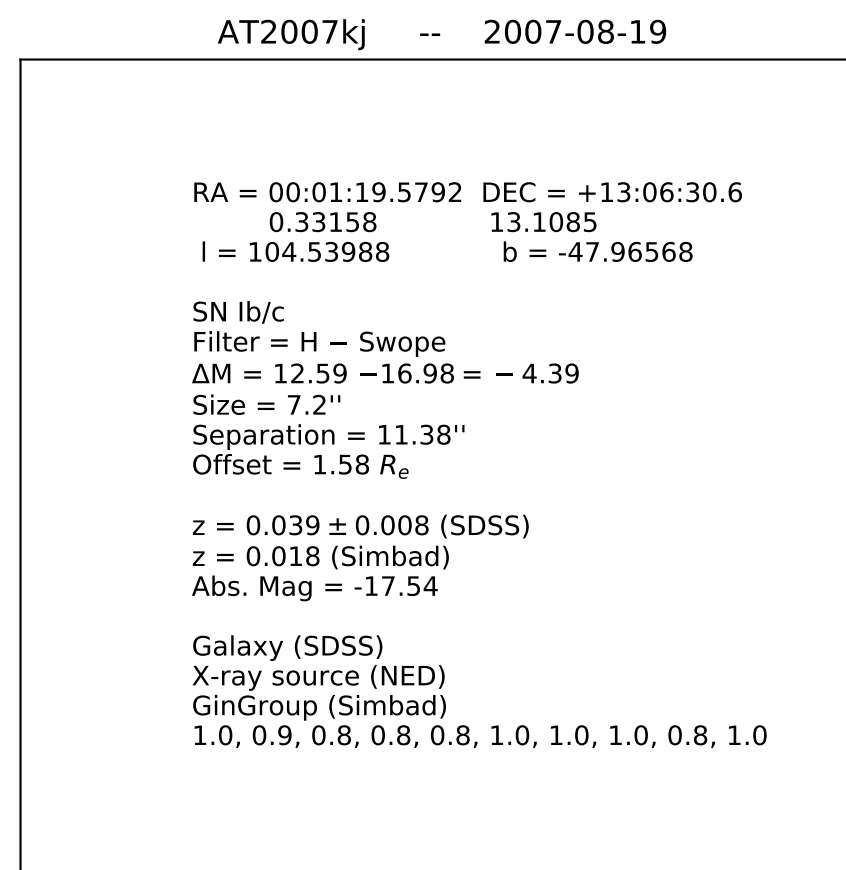 AT2007kj -- 2007-08-19
RA = 00:01:19.5792 DEC = +13:06:30.6
0.33158 13.1085
l = 104.53988 b = -47.96568
SN Ib/c
Filter = H − Swope
ΔM = 12.59 −16.98 = − 4.39
Size = 7.2''
Separation = 11.38''
Offset = 1.58 Rₑ
z = 0.039 ± 0.008 (SDSS)
z = 0.018 (Simbad)
Abs. Mag = -17.54
Galaxy (SDSS)
X-ray source (NED)
GinGroup (Simbad)
1.0, 0.9, 0.8, 0.8, 0.8, 1.0, 1.0, 1.0, 0.8, 1.0